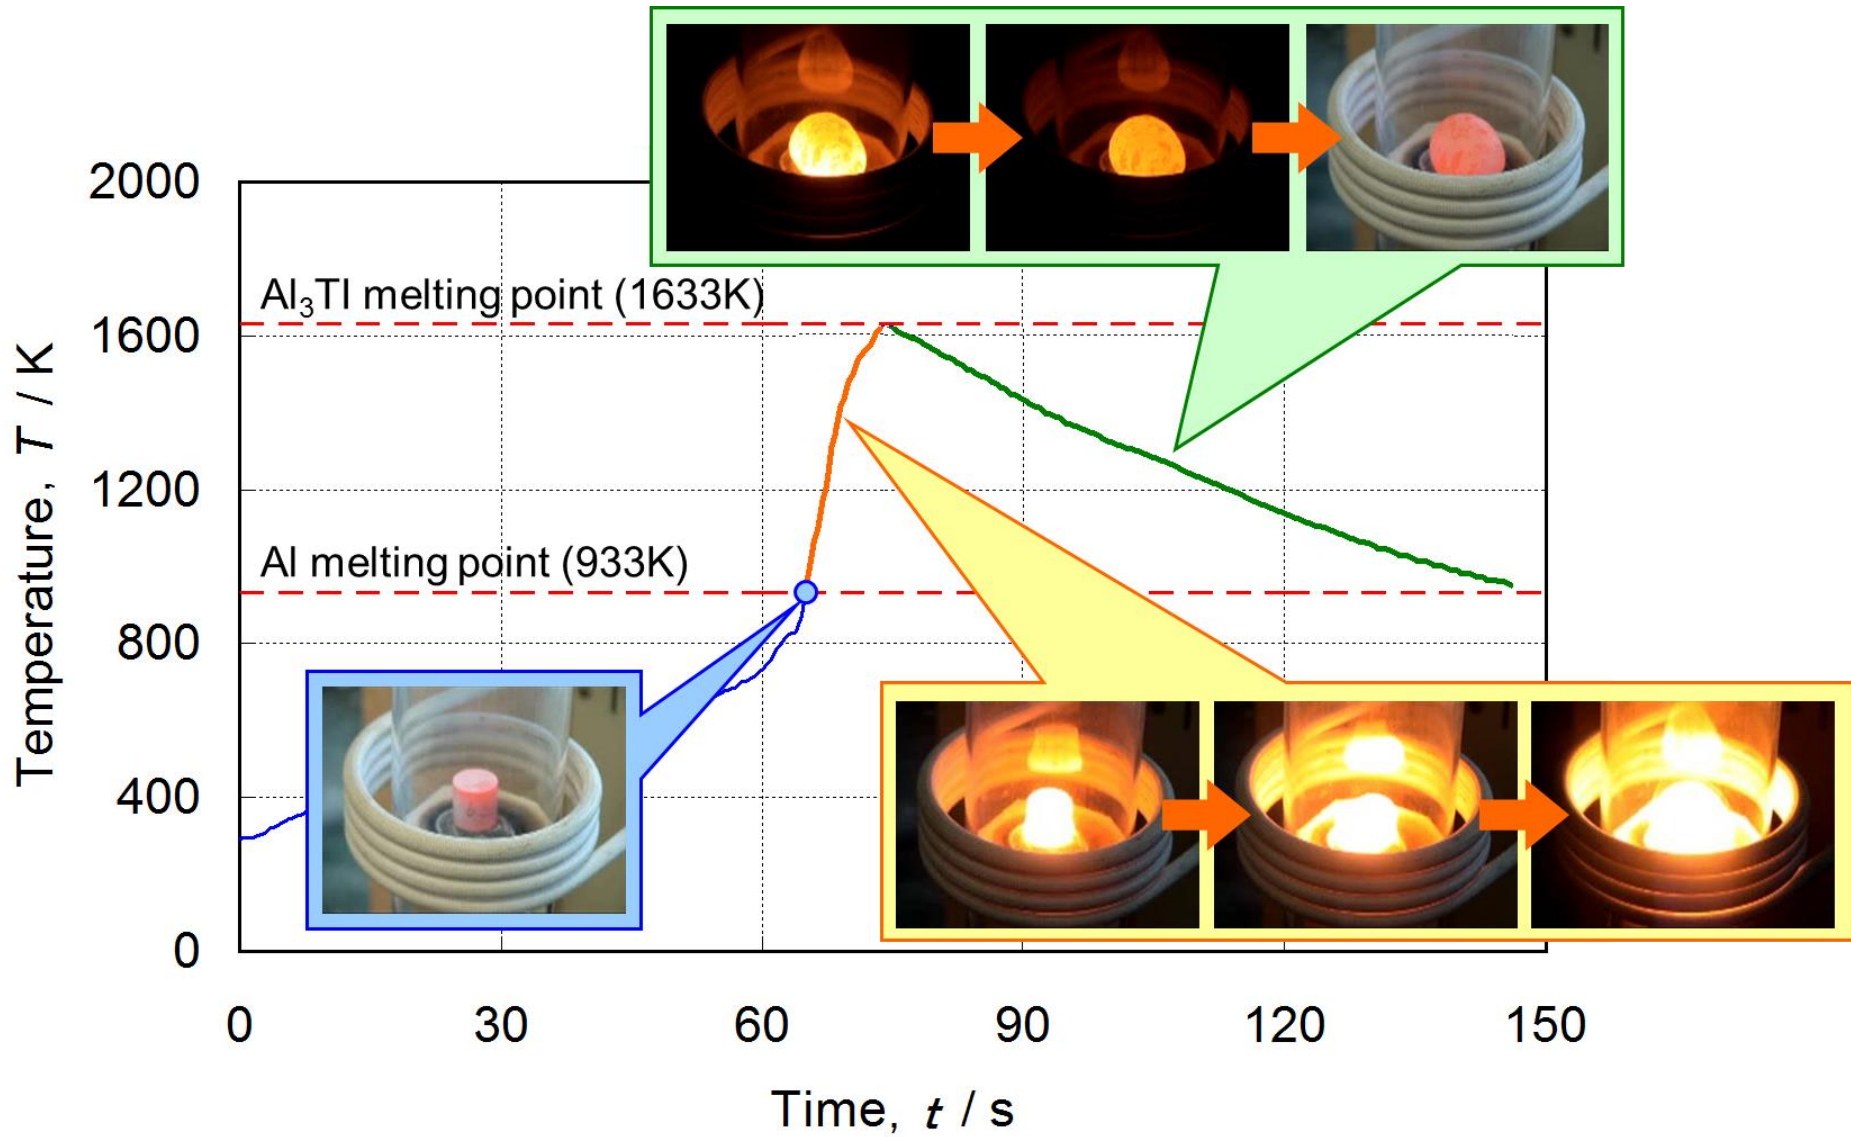 2000
Al₃TI melting point (1633K)
1600
1200
Al melting point (933K)
800
400
0
Temperature, T / K
0 30 60 90 120 150
Time, t / s